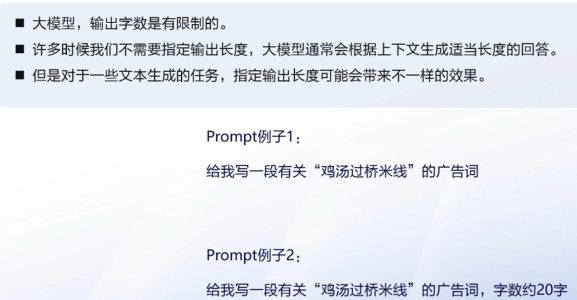 ■ 大模型，输出字数是有限制的。
■ 许多时候我们不需要指定输出长度，大模型通常会根据上下文生成适当长度的回答。
■ 但是对于一些文本生成的任务，指定输出长度可能会带来不一样的效果。
Prompt例子1：
给我写一段有关“鸡汤过桥米线”的广告词
Prompt例子2：
给我写一段有关“鸡汤过桥米线”的广告词，字数约20字